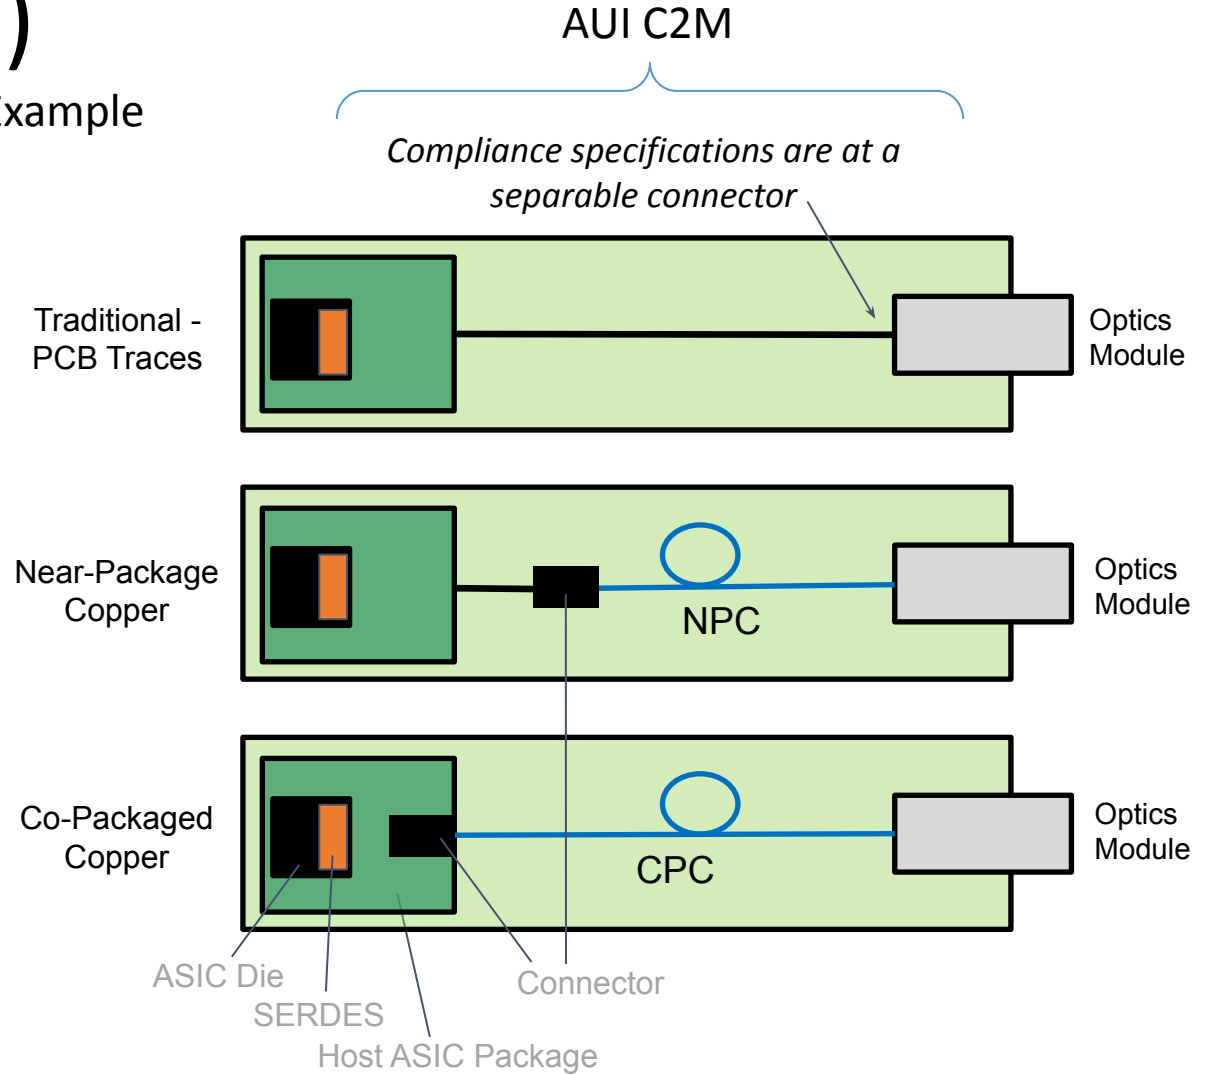 )
Example
AUI C2M
Compliance specifications are at a
separable connector
Traditional -
PCB Traces
Optics
Module
Near-Package
Copper
NPC
Optics
Module
Co-Packaged
Copper
CPC
Optics
Module
ASIC Die
SERDES
Host ASIC Package
Connector